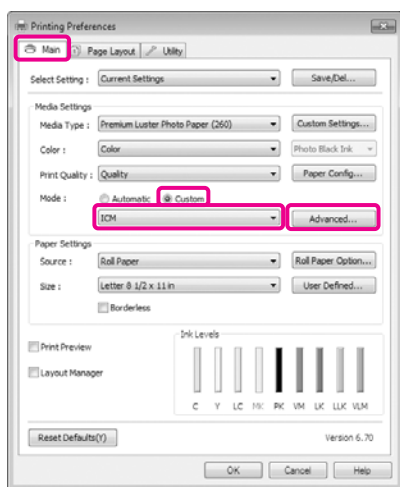 Printing Preferences
Main Page Layout Utility
Select Setting : Current Settings Save/Del...
Media Settings
Media Type : Premium Luster Photo Paper (260) Custom Settings...
Color : Color Photo Black Ink
Print Quality : Quality Paper Config...
Mode : Automatic Custom
ICM Advanced...
Paper Settings
Source : Roll Paper Roll Paper Option...
Size : Letter 8 1/2 x 11 in User Defined...
Borderless
Ink Levels
Print Preview
Layout Manager
C Y LC MK PK VM LK LLK VLM
Reset Defaults(Y) Version 6.70
OK Cancel Help